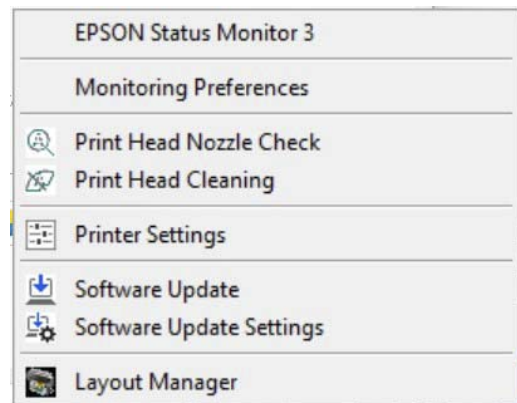 EPSON Status Monitor 3
Monitoring Preferences
Print Head Nozzle Check
Print Head Cleaning
Printer Settings
Software Update
Software Update Settings
Layout Manager